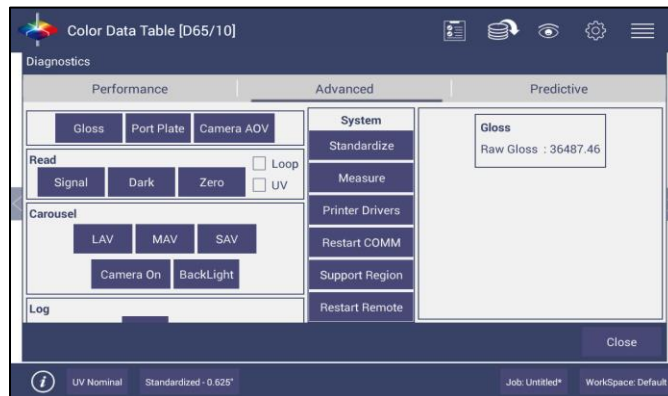 Color Data Table [D65/10]
Diagnostics
Performance Advanced Predictive
Gloss Port Plate Camera AOV
Read
Loop
Signal Dark Zero UV
Carousel
LAV MAV SAV
Camera On BackLight
Log
System
Standardize
Measure
Printer Drivers
Restart COMM
Support Region
Restart Remote
Gloss
Raw Gloss : 36487.46
Close
i UV Nominal Standardized - 0.625" Job: Untitled* WorkSpace: Default